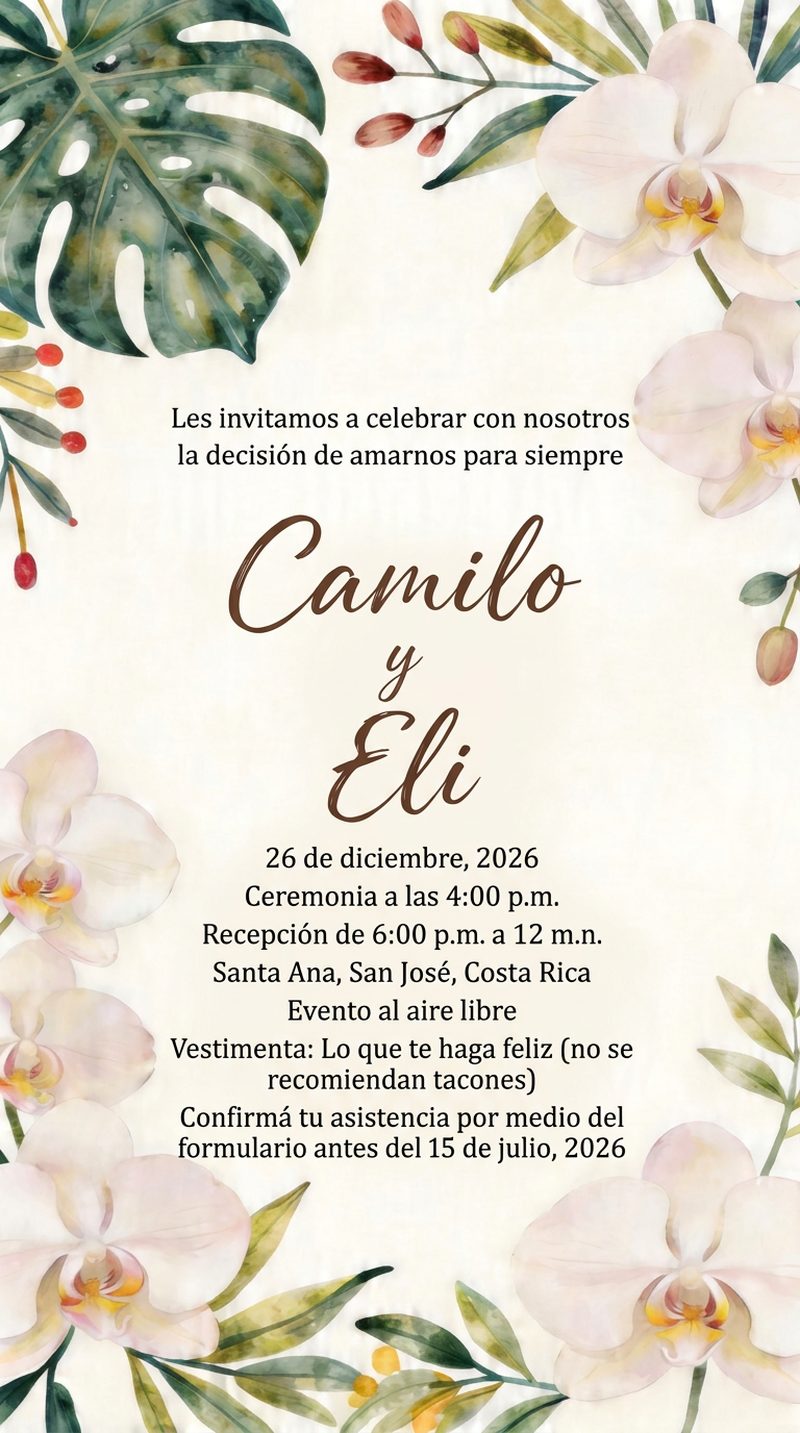 Les invitamos a celebrar con nosotros
la decisión de amarnos para siempre
Camilo
y
Eli
26 de diciembre, 2026
Ceremonia a las 4:00 p.m.
Recepción de 6:00 p.m. a 12 m.n.
Santa Ana, San José, Costa Rica
Evento al aire libre
Vestimenta: Lo que te haga feliz (no se
recomiendan tacones)
Confirmá tu asistencia por medio del
formulario antes del 15 de julio, 2026